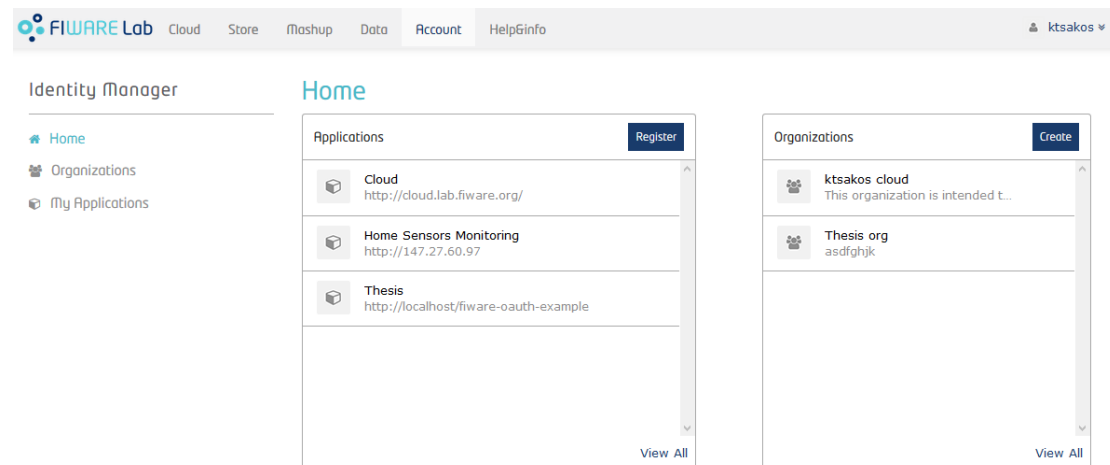 FIWARE Lab Cloud Store Mashup Data Account Help&info ktsakos
Identity Manager
Home
Organizations
My Applications
Home
Applications Register
Cloud
http://cloud.lab.fiware.org/
Home Sensors Monitoring
http://147.27.60.97
Thesis
http://localhost/fiware-oauth-example
View All
Organizations Create
ktsakos cloud
This organization is intended t...
Thesis org
asdfghjk
View All